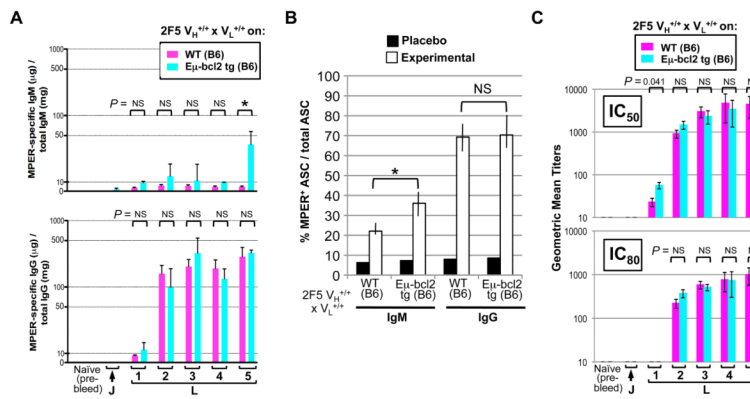 A
2F5 VH+/+ x VL+/+ on:
WT (B6)
Eμ-bcl2 tg (B6)
MPER-specific IgM (μg) /
total IgM (mg)
1000
500
100
50
10
0
P = NS NS NS NS *
MPER-specific IgG (μg) /
total IgG (mg)
1000
500
100
10
0
P = NS NS NS NS NS
Naïve
(pre-
bleed)
J
1 2 3 4 5
L
B
Placebo
Experimental
% MPER+ ASC / total ASC
100
90
80
70
60
50
40
30
20
10
0
*
NS
2F5 VH+/+
x VL+/+
WT
(B6)
Eμ-bcl2
tg (B6)
WT
(B6)
Eμ-bcl2
tg (B6)
IgM
IgG
C
2F5 VH+/+ x VL+/+ on:
WT (B6)
Eμ-bcl2 tg (B6)
P = 0.041 NS NS NS
IC50
Geometric Mean Titers
10000
1000
100
10
P = NS NS NS
IC80
10000
1000
100
10
Naïve
(pre-
bleed)
J
1 2 3 4
L